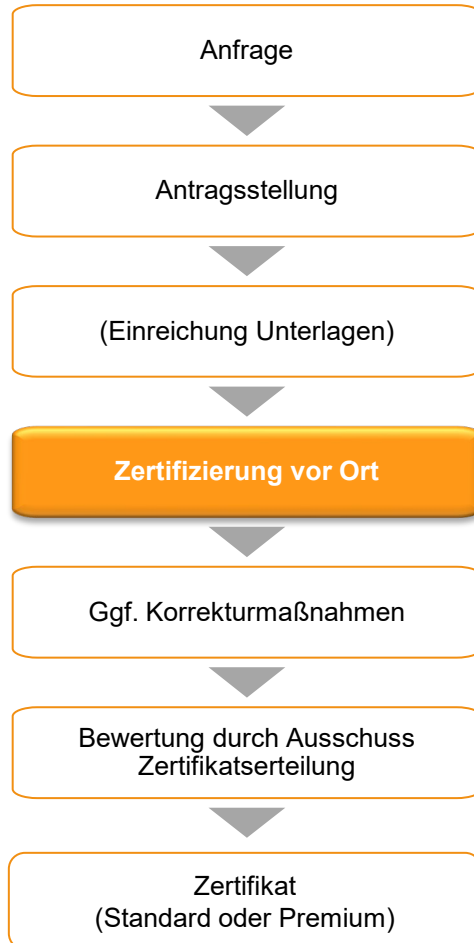 Anfrage
Antragsstellung
(Einreichung Unterlagen)
Zertifizierung vor Ort
Ggf. Korrekturmaßnahmen
Bewertung durch Ausschuss
Zertifikatserteilung
Zertifikat
(Standard oder Premium)